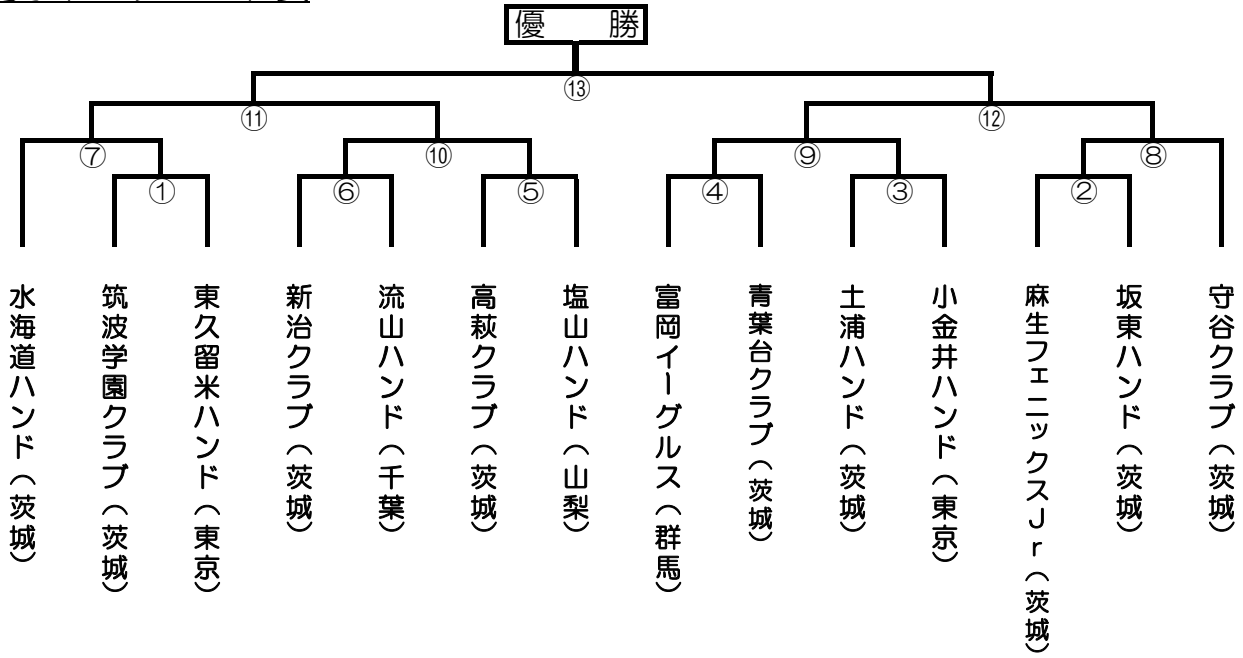 優 勝
⑬
⑪
⑫
⑦
⑩
⑨
⑧
①
⑥
⑤
④
③
②
水海道ハンド（茨城）
筑波学園クラブ（茨城）
東久留米ハンド（東京）
新治クラブ（茨城）
流山ハンド（千葉）
高萩クラブ（茨城）
塩山ハンド（山梨）
富岡イーグルス（群馬）
青葉台クラブ（茨城）
土浦ハンド（茨城）
小金井ハンド（東京）
麻生フェニックスJr（茨城）
坂東ハンド（茨城）
守谷クラブ（茨城）